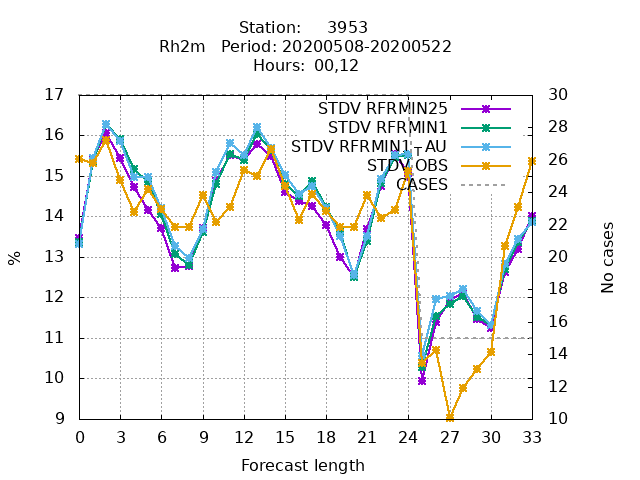 Station: 3953
Rh2m Period: 20200508-20200522
Hours: 00,12
STDV RFRMIN25
STDV RFRMIN1
STDV RFRMIN1-AU
STDV OBS
CASES
%
17
16
15
14
13
12
11
10
9
30
28
26
24
22
20
18
16
14
12
10
No cases
0 3 6 9 12 15 18 21 24 27 30 33
Forecast length